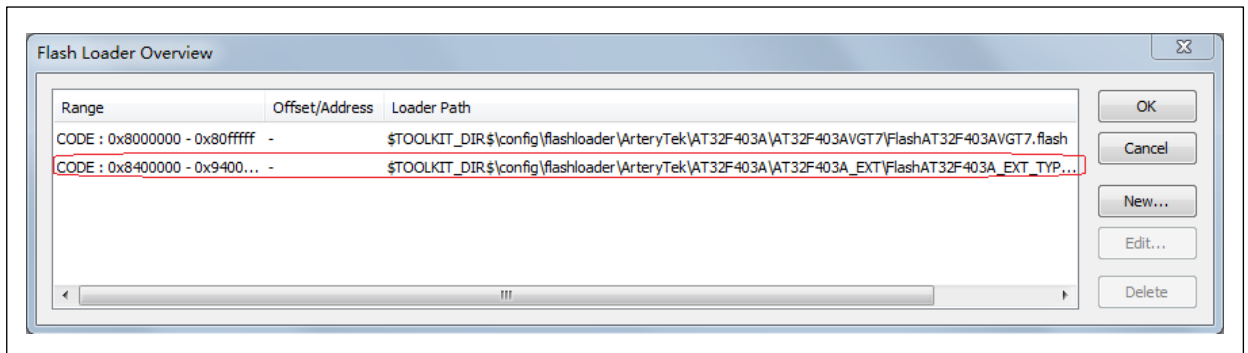 Flash Loader Overview
Range Offset/Address Loader Path
CODE : 0x8000000 - 0x80fffff - $TOOLKIT_DIR$\config\flashloader\ArteryTek\AT32F403A\AT32F403AVGT7\FlashAT32F403AVGT7.flash
CODE : 0x8400000 - 0x9400... - $TOOLKIT_DIR$\config\flashloader\ArteryTek\AT32F403A\AT32F403A_EXT\FlashAT32F403A_EXT_TYP...
OK
Cancel
New...
Edit...
Delete